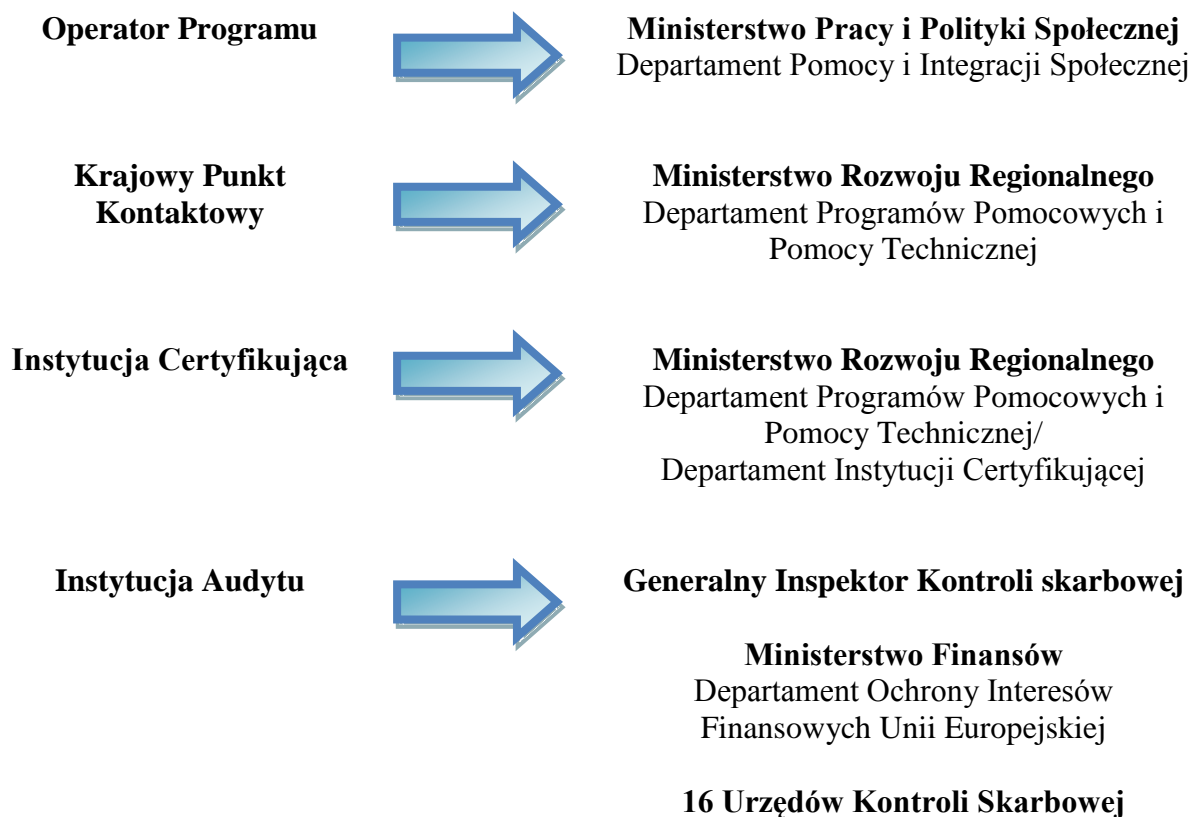 Operator Programu
Ministerstwo Pracy i Polityki Społecznej
Departament Pomocy i Integracji Społecznej
Krajowy Punkt
Kontaktowy
Ministerstwo Rozwoju Regionalnego
Departament Programów Pomocowych i
Pomocy Technicznej
Instytucja Certyfikująca
Ministerstwo Rozwoju Regionalnego
Departament Programów Pomocowych i
Pomocy Technicznej/
Departament Instytucji Certyfikującej
Instytucja Audytu
Generalny Inspektor Kontroli skarbowej
Ministerstwo Finansów
Departament Ochrony Interesów
Finansowych Unii Europejskiej
16 Urzędów Kontroli Skarbowej